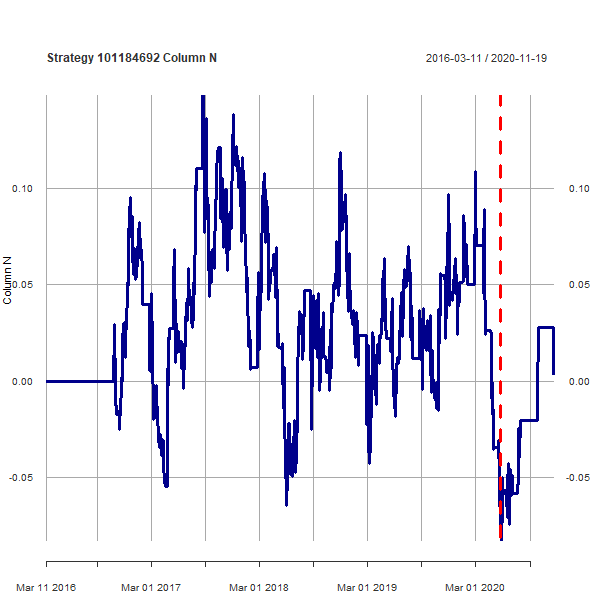 Strategy 101184692 Column N
2016-03-11 / 2020-11-19
Column N
0.10
0.10
0.05
0.05
0.00
0.00
-0.05
-0.05
Mar 11 2016
Mar 01 2017
Mar 01 2018
Mar 01 2019
Mar 01 2020